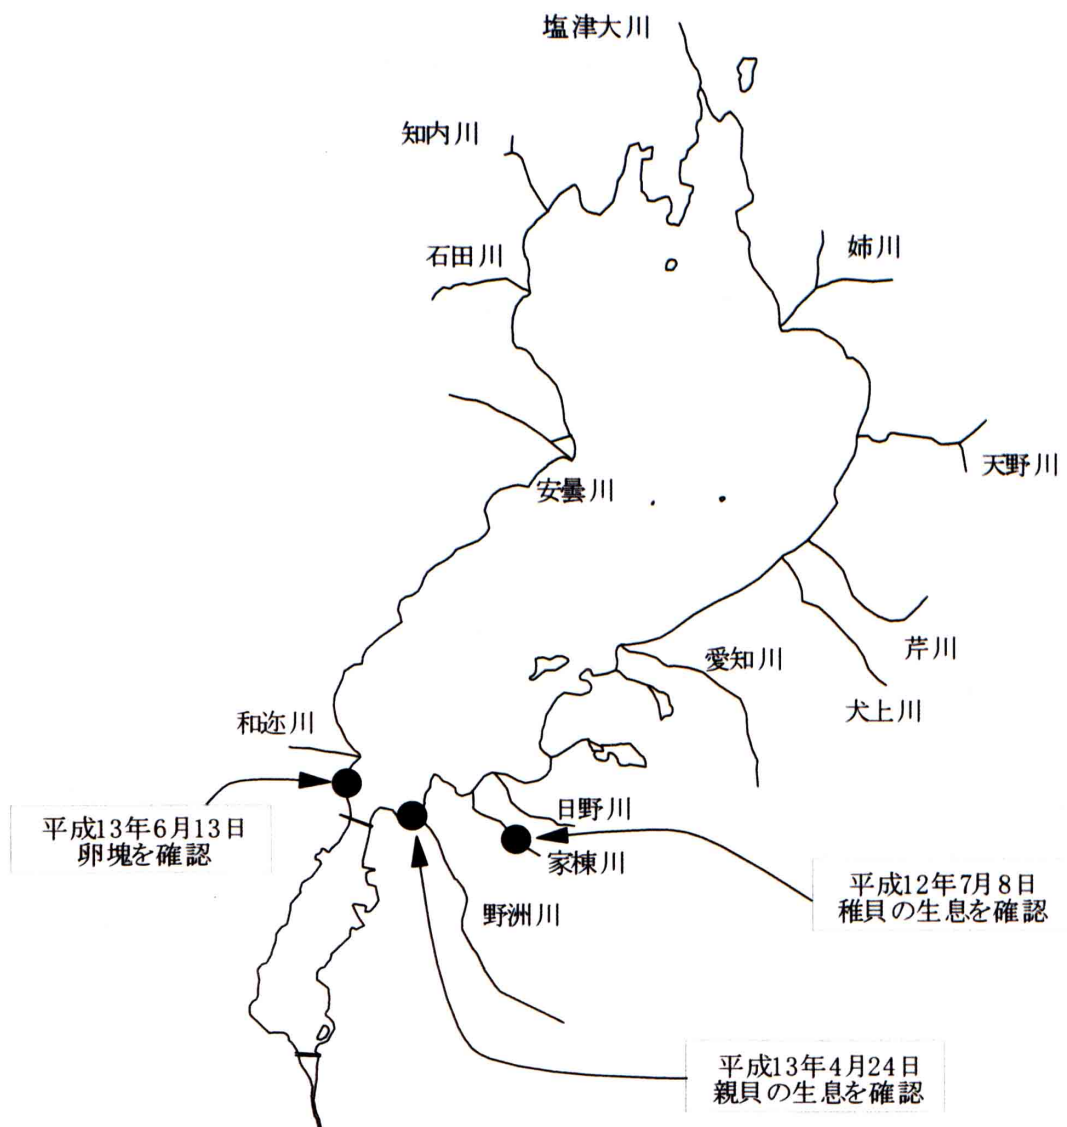 塩津大川
知内川
石田川
姉川
天野川
安曇川
芹川
愛知川
犬上川
和迩川
平成13年6月13日
卵塊を確認
日野川
家棟川
平成12年7月8日
稚貝の生息を確認
野洲川
平成13年4月24日
親貝の生息を確認